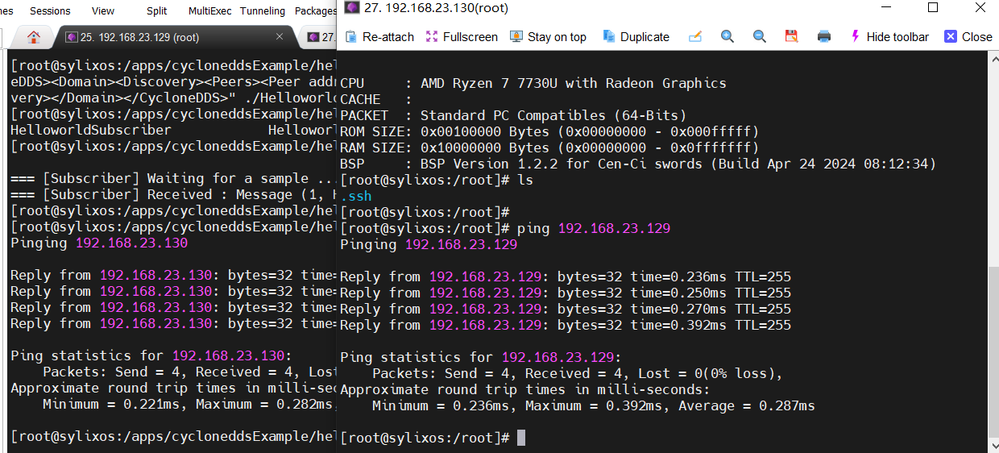 Sessions View Split MultiExec Tunneling Packages
25. 192.168.23.129 (root)
27.
[root@sylixos:/apps/cycloneddsExample/hel
eDDS><Domain><Discovery><Peers><Peer addr
very></Domain></CycloneDDS>" ./Helloworld
[root@sylixos:/apps/cycloneddsExample/hel
HelloworldSubscriber Helloworl
[root@sylixos:/apps/cycloneddsExample/hel
=== [Subscriber] Waiting for a sample ...
=== [Subscriber] Received : Message (1, H
[root@sylixos:/apps/cycloneddsExample/hel
[root@sylixos:/apps/cycloneddsExample/hel
Pinging 192.168.23.130
Reply from 192.168.23.130: bytes=32 time=
Reply from 192.168.23.130: bytes=32 time=
Reply from 192.168.23.130: bytes=32 time=
Reply from 192.168.23.130: bytes=32 time=
Ping statistics for 192.168.23.130:
Packets: Send = 4, Received = 4, Lost
Approximate round trip times in milli-sec
Minimum = 0.221ms, Maximum = 0.282ms,
[root@sylixos:/apps/cycloneddsExample/hel
27. 192.168.23.130(root)
Re-attach Fullscreen Stay on top Duplicate Hide toolbar Close
CPU : AMD Ryzen 7 7730U with Radeon Graphics
CACHE :
PACKET : Standard PC Compatibles (64-Bits)
ROM SIZE: 0x00100000 Bytes (0x00000000 - 0x000fffff)
RAM SIZE: 0x10000000 Bytes (0x00000000 - 0x0fffffff)
BSP : BSP Version 1.2.2 for Cen-Ci swords (Build Apr 24 2024 08:12:34)
[root@sylixos:/root]# ls
.ssh
[root@sylixos:/root]#
[root@sylixos:/root]# ping 192.168.23.129
Pinging 192.168.23.129
Reply from 192.168.23.129: bytes=32 time=0.236ms TTL=255
Reply from 192.168.23.129: bytes=32 time=0.250ms TTL=255
Reply from 192.168.23.129: bytes=32 time=0.270ms TTL=255
Reply from 192.168.23.129: bytes=32 time=0.392ms TTL=255
Ping statistics for 192.168.23.129:
Packets: Send = 4, Received = 4, Lost = 0(0% loss),
Approximate round trip times in milli-seconds:
Minimum = 0.236ms, Maximum = 0.392ms, Average = 0.287ms
[root@sylixos:/root]#